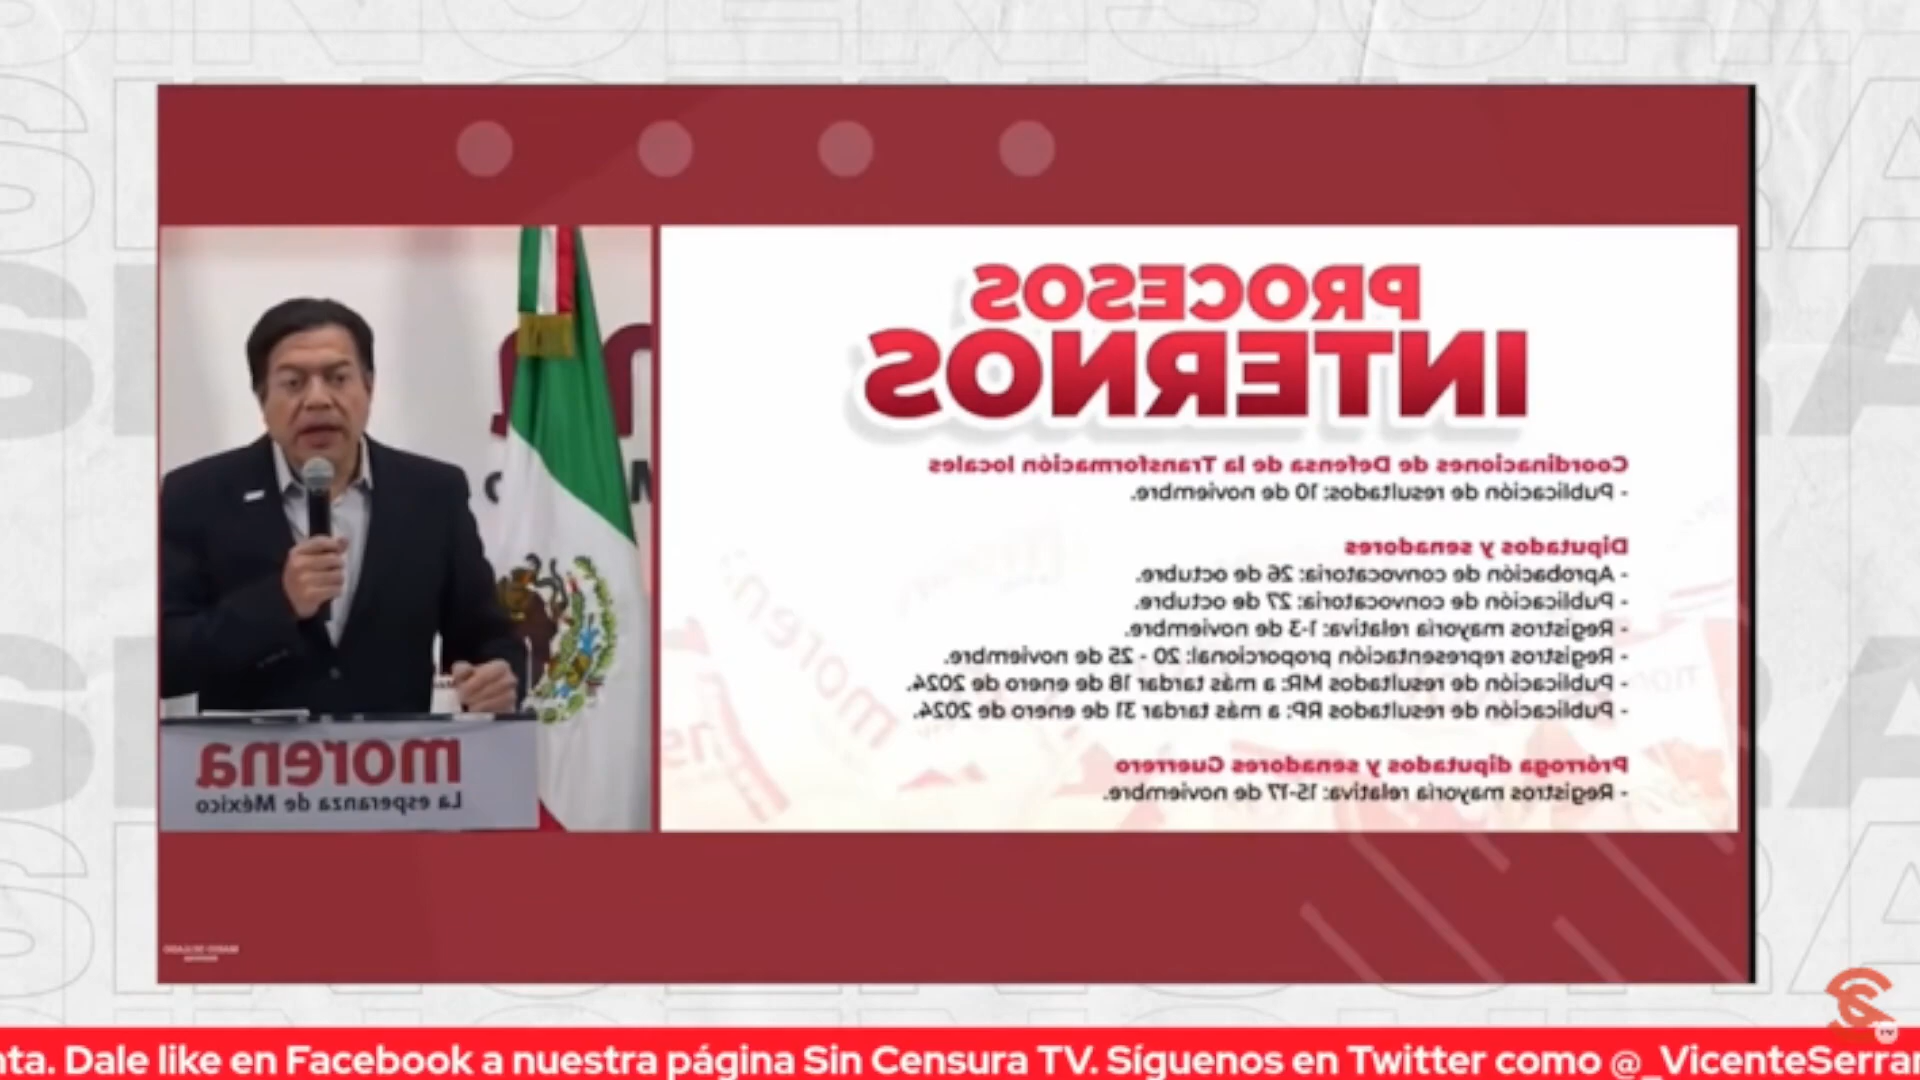 PROCESOS
INTERNOS
Coordinaciones de Defensa de la Transformación locales
- Publicación de resultados: 10 de noviembre.
Diputados y senadores
- Aprobación de convocatoria: 26 de octubre.
- Publicación de convocatoria: 27 de octubre.
- Registros mayoría relativa: 1-3 de noviembre.
- Registros representación proporcional: 20 - 25 de noviembre.
- Publicación de resultados MR: a más tardar 18 de enero de 2024.
- Publicación de resultados RP: a más tardar 31 de enero de 2024.
Prórroga diputados y senadores Guerrero
- Registros mayoría relativa: 15-17 de noviembre.
morena
La esperanza de México
MARIO DELGADO
nta. Dale like en Facebook a nuestra página Sin Censura TV. Síguenos en Twitter como @_VicenteSerran